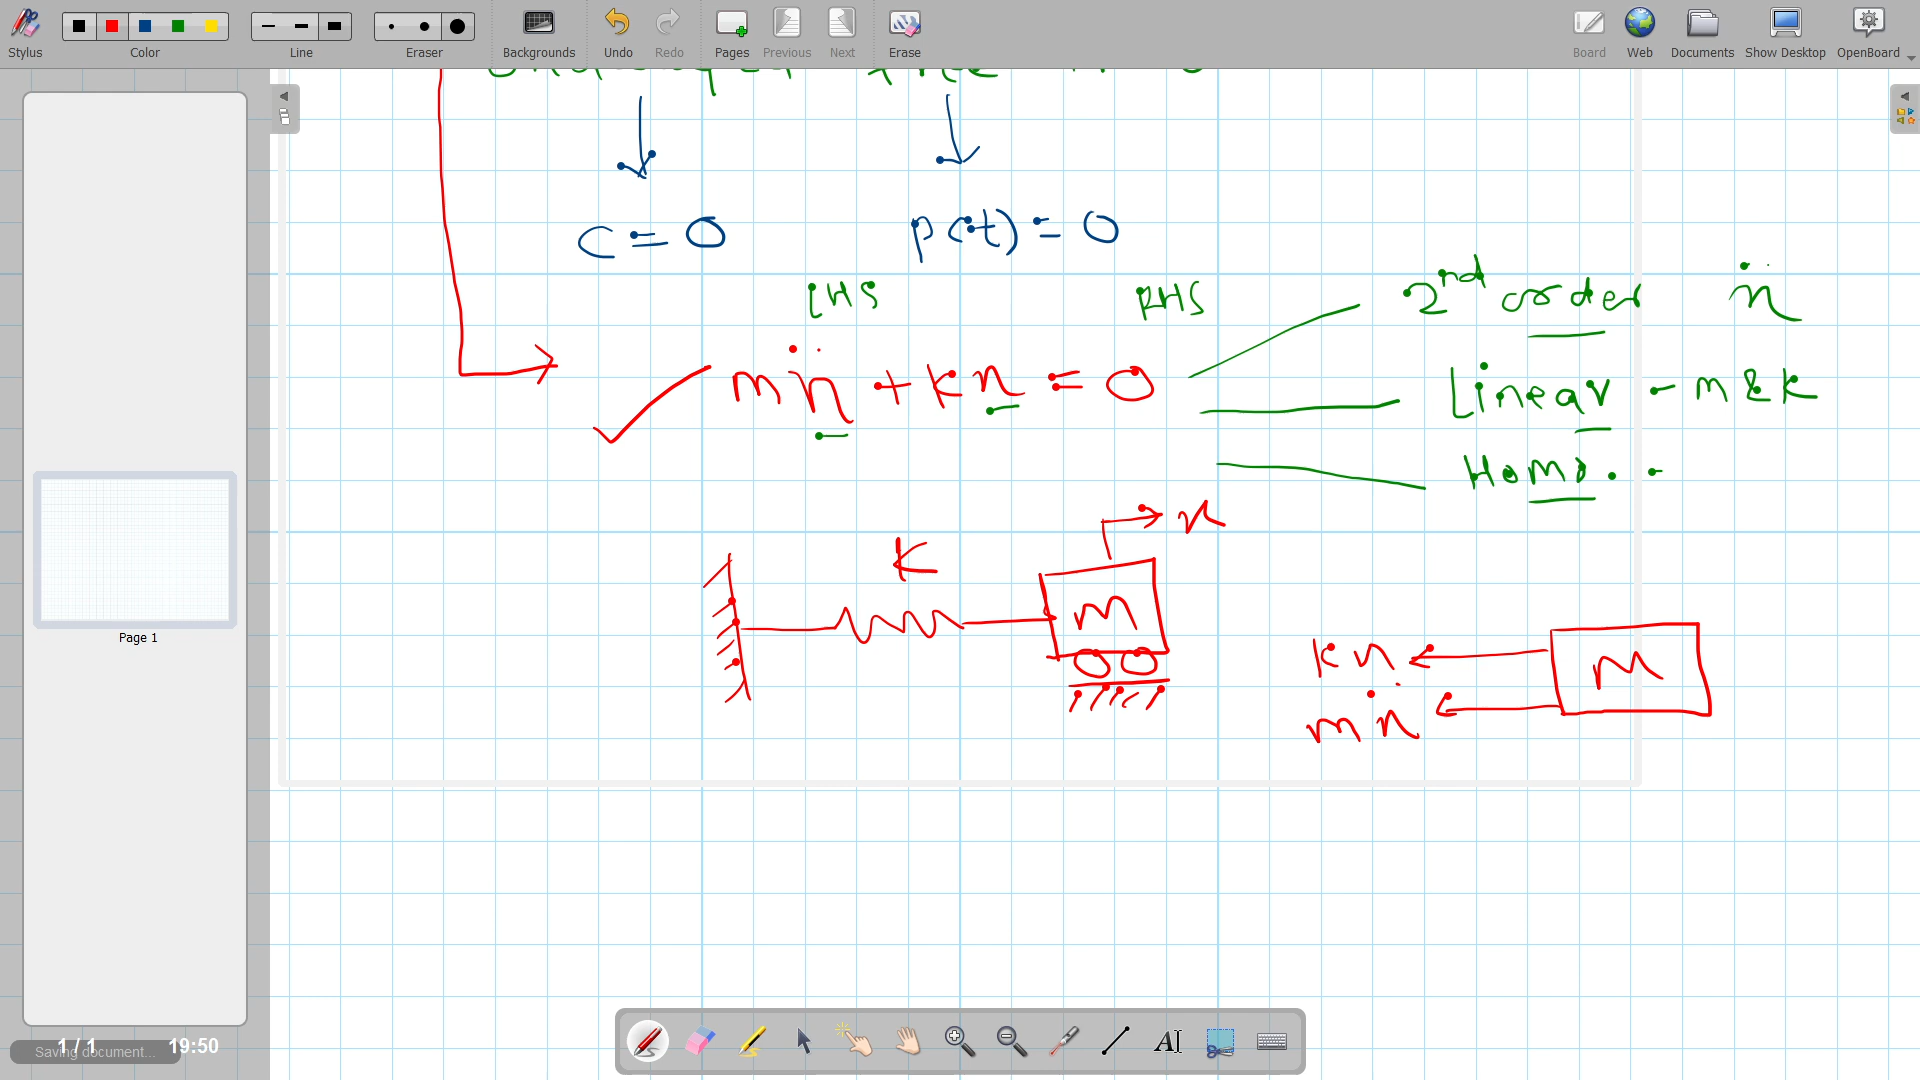 Stylus
Color
Line
Eraser
Backgrounds
Undo
Redo
Pages
Previous
Next
Erase
Board
Web
Documents
Show Desktop
OpenBoard
c = 0
p(t) = 0
LHS
RHS
2nd order ẍ
mẍ + kx = 0
Linear - m & k
Homo. -
x
K
m
kx
mẍ
m
Page 1
1 / 1
Saving document...
19:50
AI